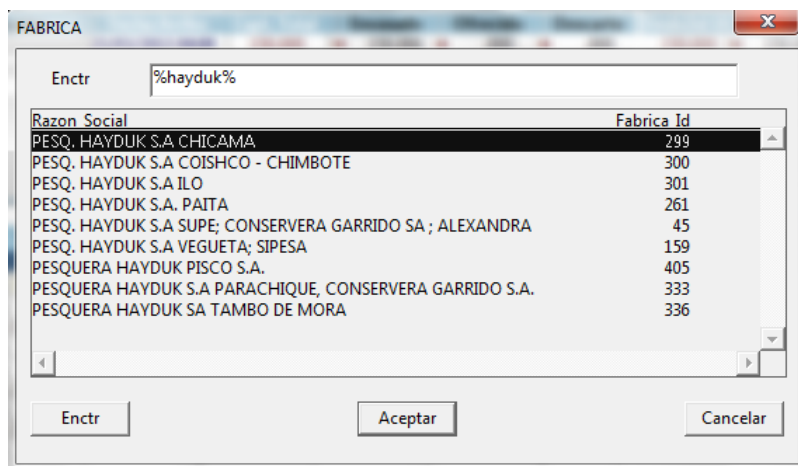 FABRICA
Enctr %hayduk%
Razon Social Fabrica Id
PESQ. HAYDUK S.A CHICAMA 299
PESQ. HAYDUK S.A COISHCO - CHIMBOTE 300
PESQ. HAYDUK S.A ILO 301
PESQ. HAYDUK S.A. PAITA 261
PESQ. HAYDUK S.A SUPE; CONSERVERA GARRIDO SA ; ALEXANDRA 45
PESQ. HAYDUK S.A VEGUETA; SIPESA 159
PESQUERA HAYDUK PISCO S.A. 405
PESQUERA HAYDUK S.A PARACHIQUE, CONSERVERA GARRIDO S.A. 333
PESQUERA HAYDUK SA TAMBO DE MORA 336
Enctr Aceptar Cancelar